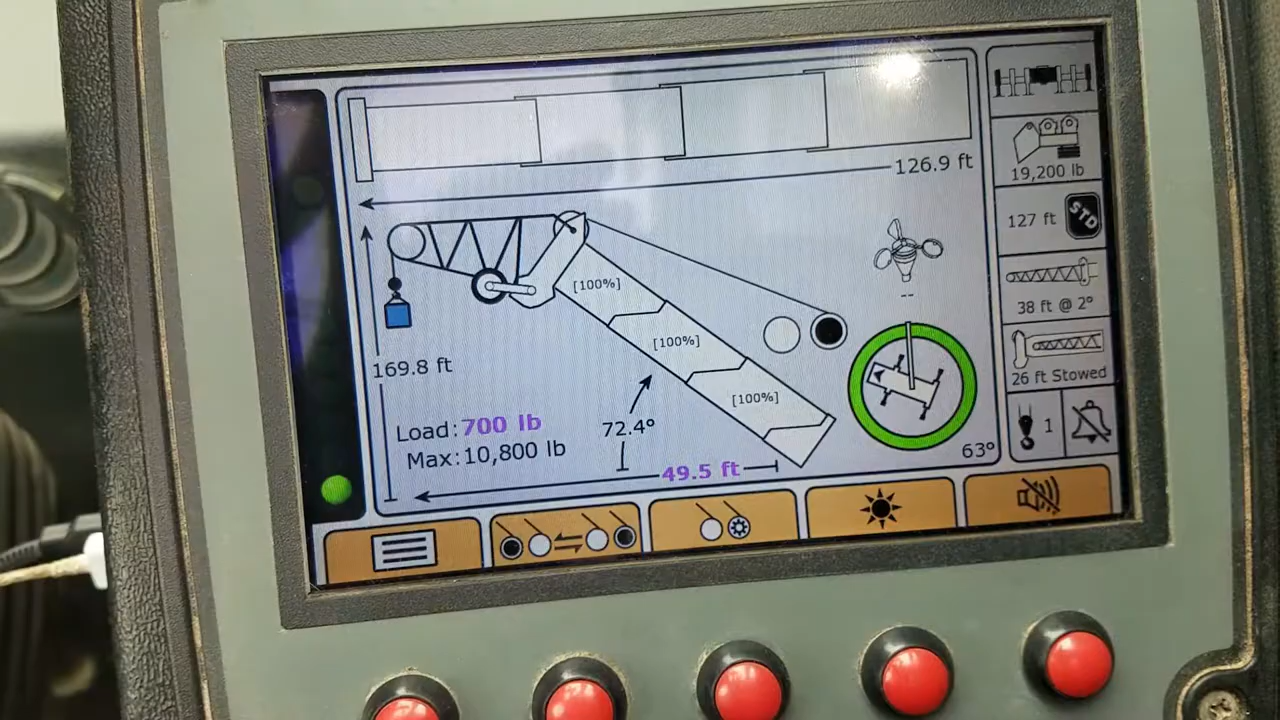 126.9 ft
19,200 lb
127 ft STD
[100%]
--
38 ft @ 2°
[100%]
169.8 ft
26 ft Stowed
[100%]
Load: 700 lb
72.4°
1
Max: 10,800 lb
63°
49.5 ft